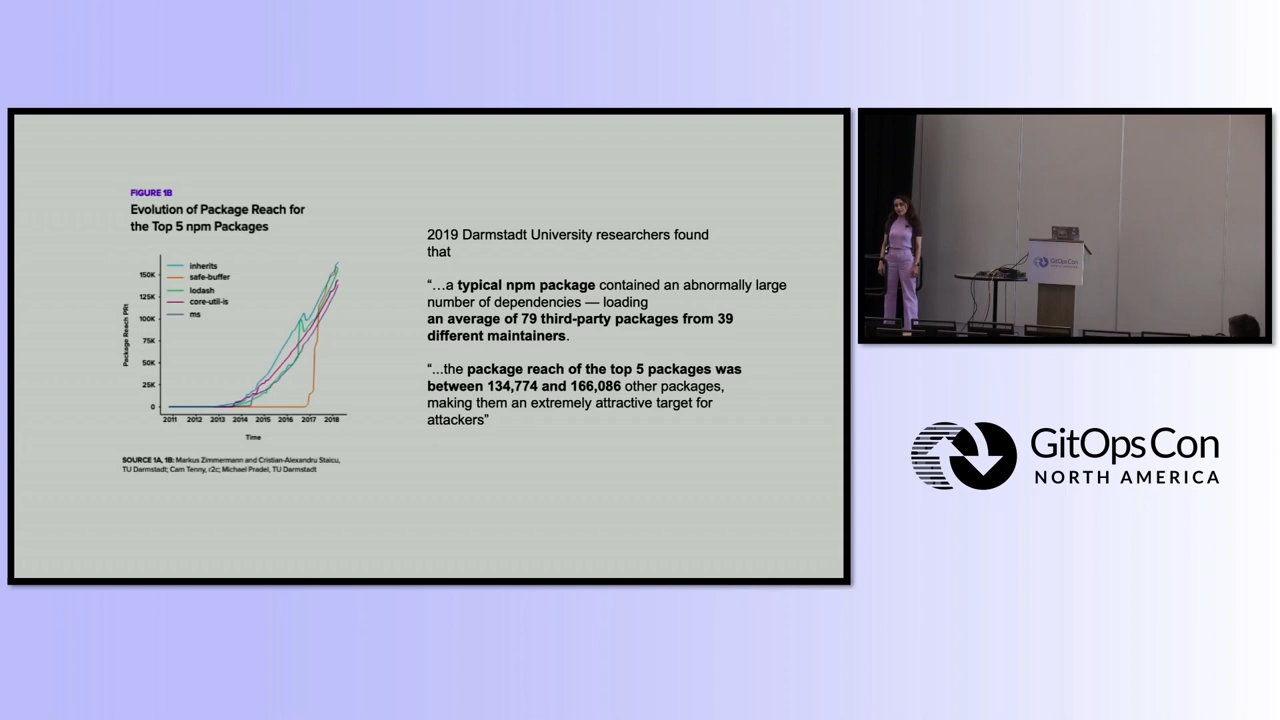 FIGURE 1B
Evolution of Package Reach for
the Top 5 npm Packages
inherits
safe-buffer
lodash
core-util-is
ms
Package Reach PR1
150K
125K
100K
75K
50K
25K
0
2011 2012 2013 2014 2015 2016 2017 2018
Time
SOURCE 1A, 1B: Markus Zimmermann and Cristian-Alexandru Staicu,
TU Darmstadt; Cam Tenny, r2c; Michael Pradel, TU Darmstadt
2019 Darmstadt University researchers found
that
“…a typical npm package contained an abnormally large
number of dependencies — loading
an average of 79 third-party packages from 39
different maintainers.
“...the package reach of the top 5 packages was
between 134,774 and 166,086 other packages,
making them an extremely attractive target for
attackers”
GitOpsCon
GitOpsCon
NORTH AMERICA